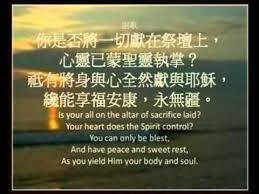 副歌
你是否將一切獻在祭壇上，
心靈已蒙聖靈執掌？
祗有將身與心全然獻與耶穌，
纔能享福安康，永無疆。
Is your all on the altar of sacrifice laid?
Your heart does the Spirit control?
You can only be blest,
And have peace and sweet rest,
As you yield Him your body and soul.